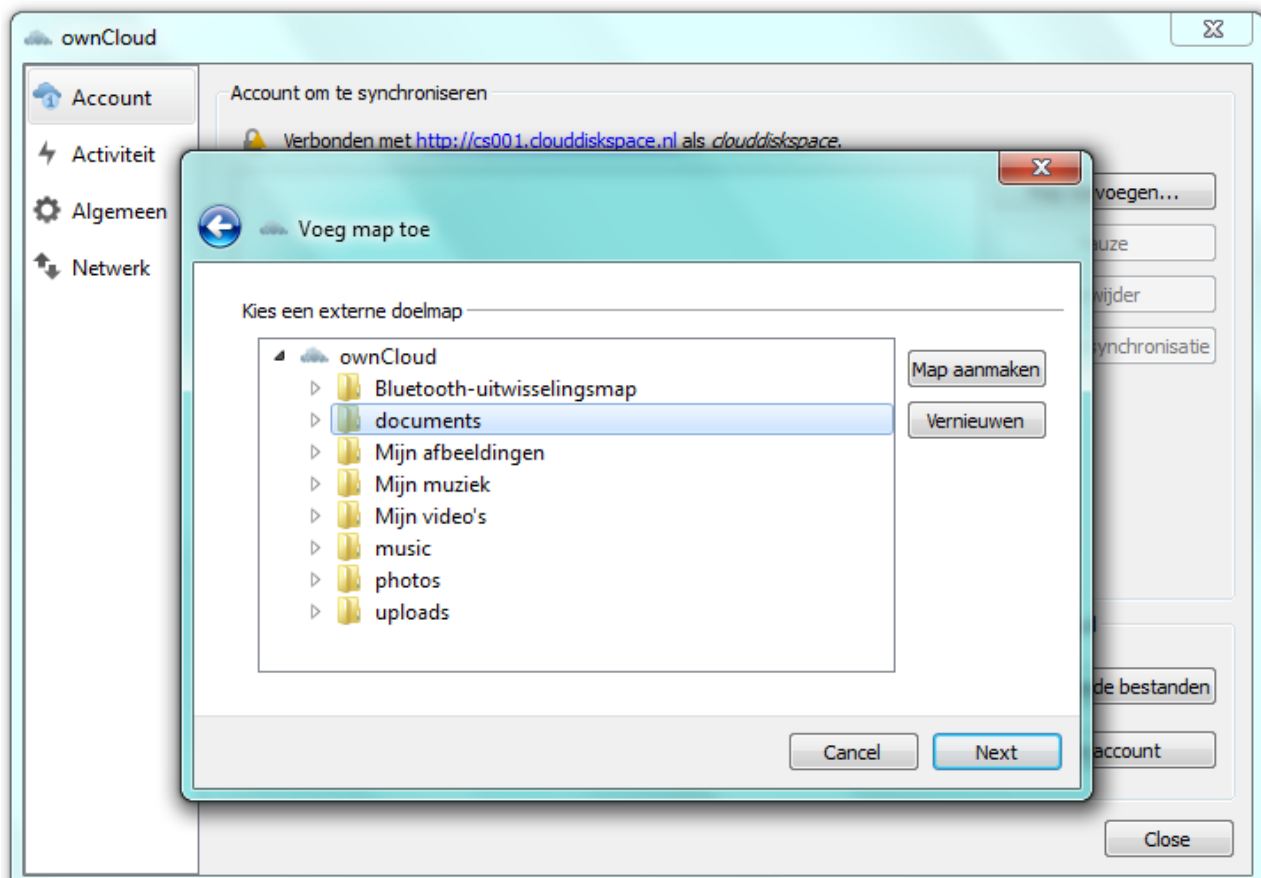 ownCloud
Account
Activiteit
Algemeen
Netwerk
Account om te synchroniseren
Verbonden met http://cs001.clouddiskspace.nl als clouddiskspace.
voegen...
Voeg map toe
Kies een externe doelmap
ownCloud
Bluetooth-uitwisselingsmap
documents
Mijn afbeeldingen
Mijn muziek
Mijn video's
music
photos
uploads
Map aanmaken
Vernieuwen
Cancel
Next
auze
wijder
synchronisatie
de bestanden
account
Close